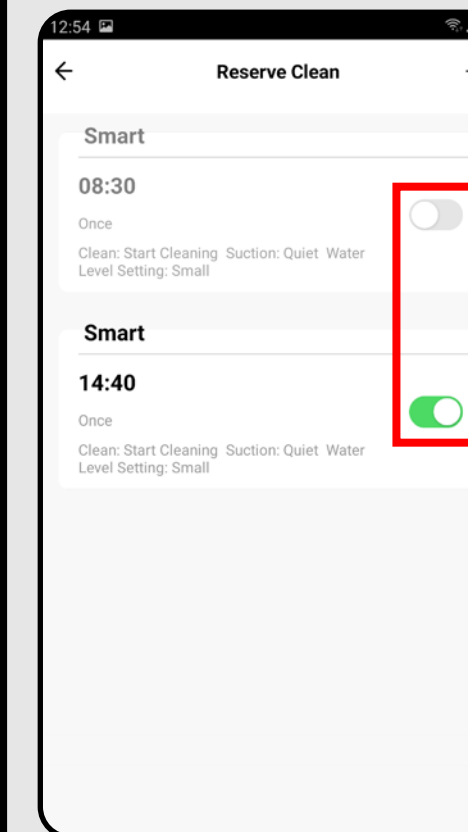 12:54
Reserve Clean
Smart
08:30
Once
Clean: Start Cleaning Suction: Quiet Water
Level Setting: Small
Smart
14:40
Once
Clean: Start Cleaning Suction: Quiet Water
Level Setting: Small